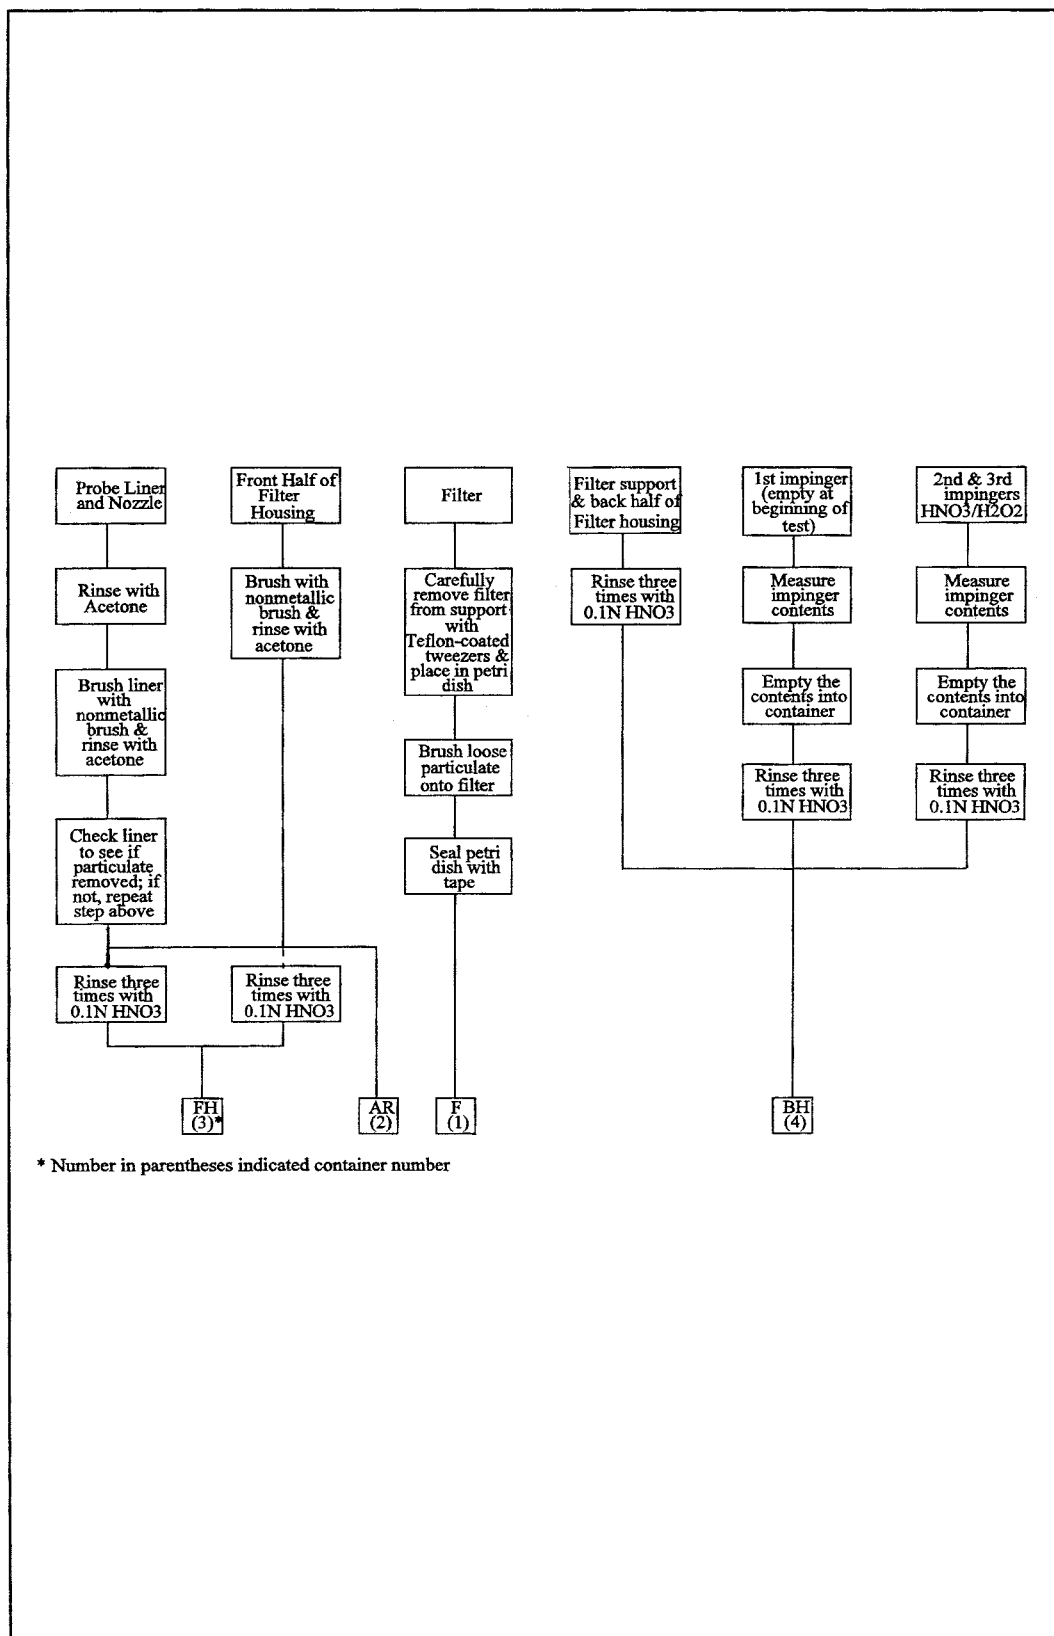 Probe Liner
and Nozzle
Rinse with
Acetone
Brush liner
with
nonmetallic
brush &
rinse with
acetone
Check liner
to see if
particulate
removed; if
not, repeat
step above
Rinse three
times with
0.1N HNO3
Front Half of
Filter
Housing
Brush with
nonmetallic
brush &
rinse with
acetone
Rinse three
times with
0.1N HNO3
FH
(3)*
AR
(2)
Filter
Carefully
remove filter
from support
with
Teflon-coated
tweezers &
place in petri
dish
Brush loose
particulate
onto filter
Seal petri
dish with
tape
F
(1)
Filter support
& back half of
Filter housing
Rinse three
times with
0.1N HNO3
1st impinger
(empty at
beginning of
test)
Measure
impinger
contents
Empty the
contents into
container
Rinse three
times with
0.1N HNO3
2nd & 3rd
impingers
HNO3/H2O2
Measure
impinger
contents
Empty the
contents into
container
Rinse three
times with
0.1N HNO3
BH
(4)
* Number in parentheses indicated container number